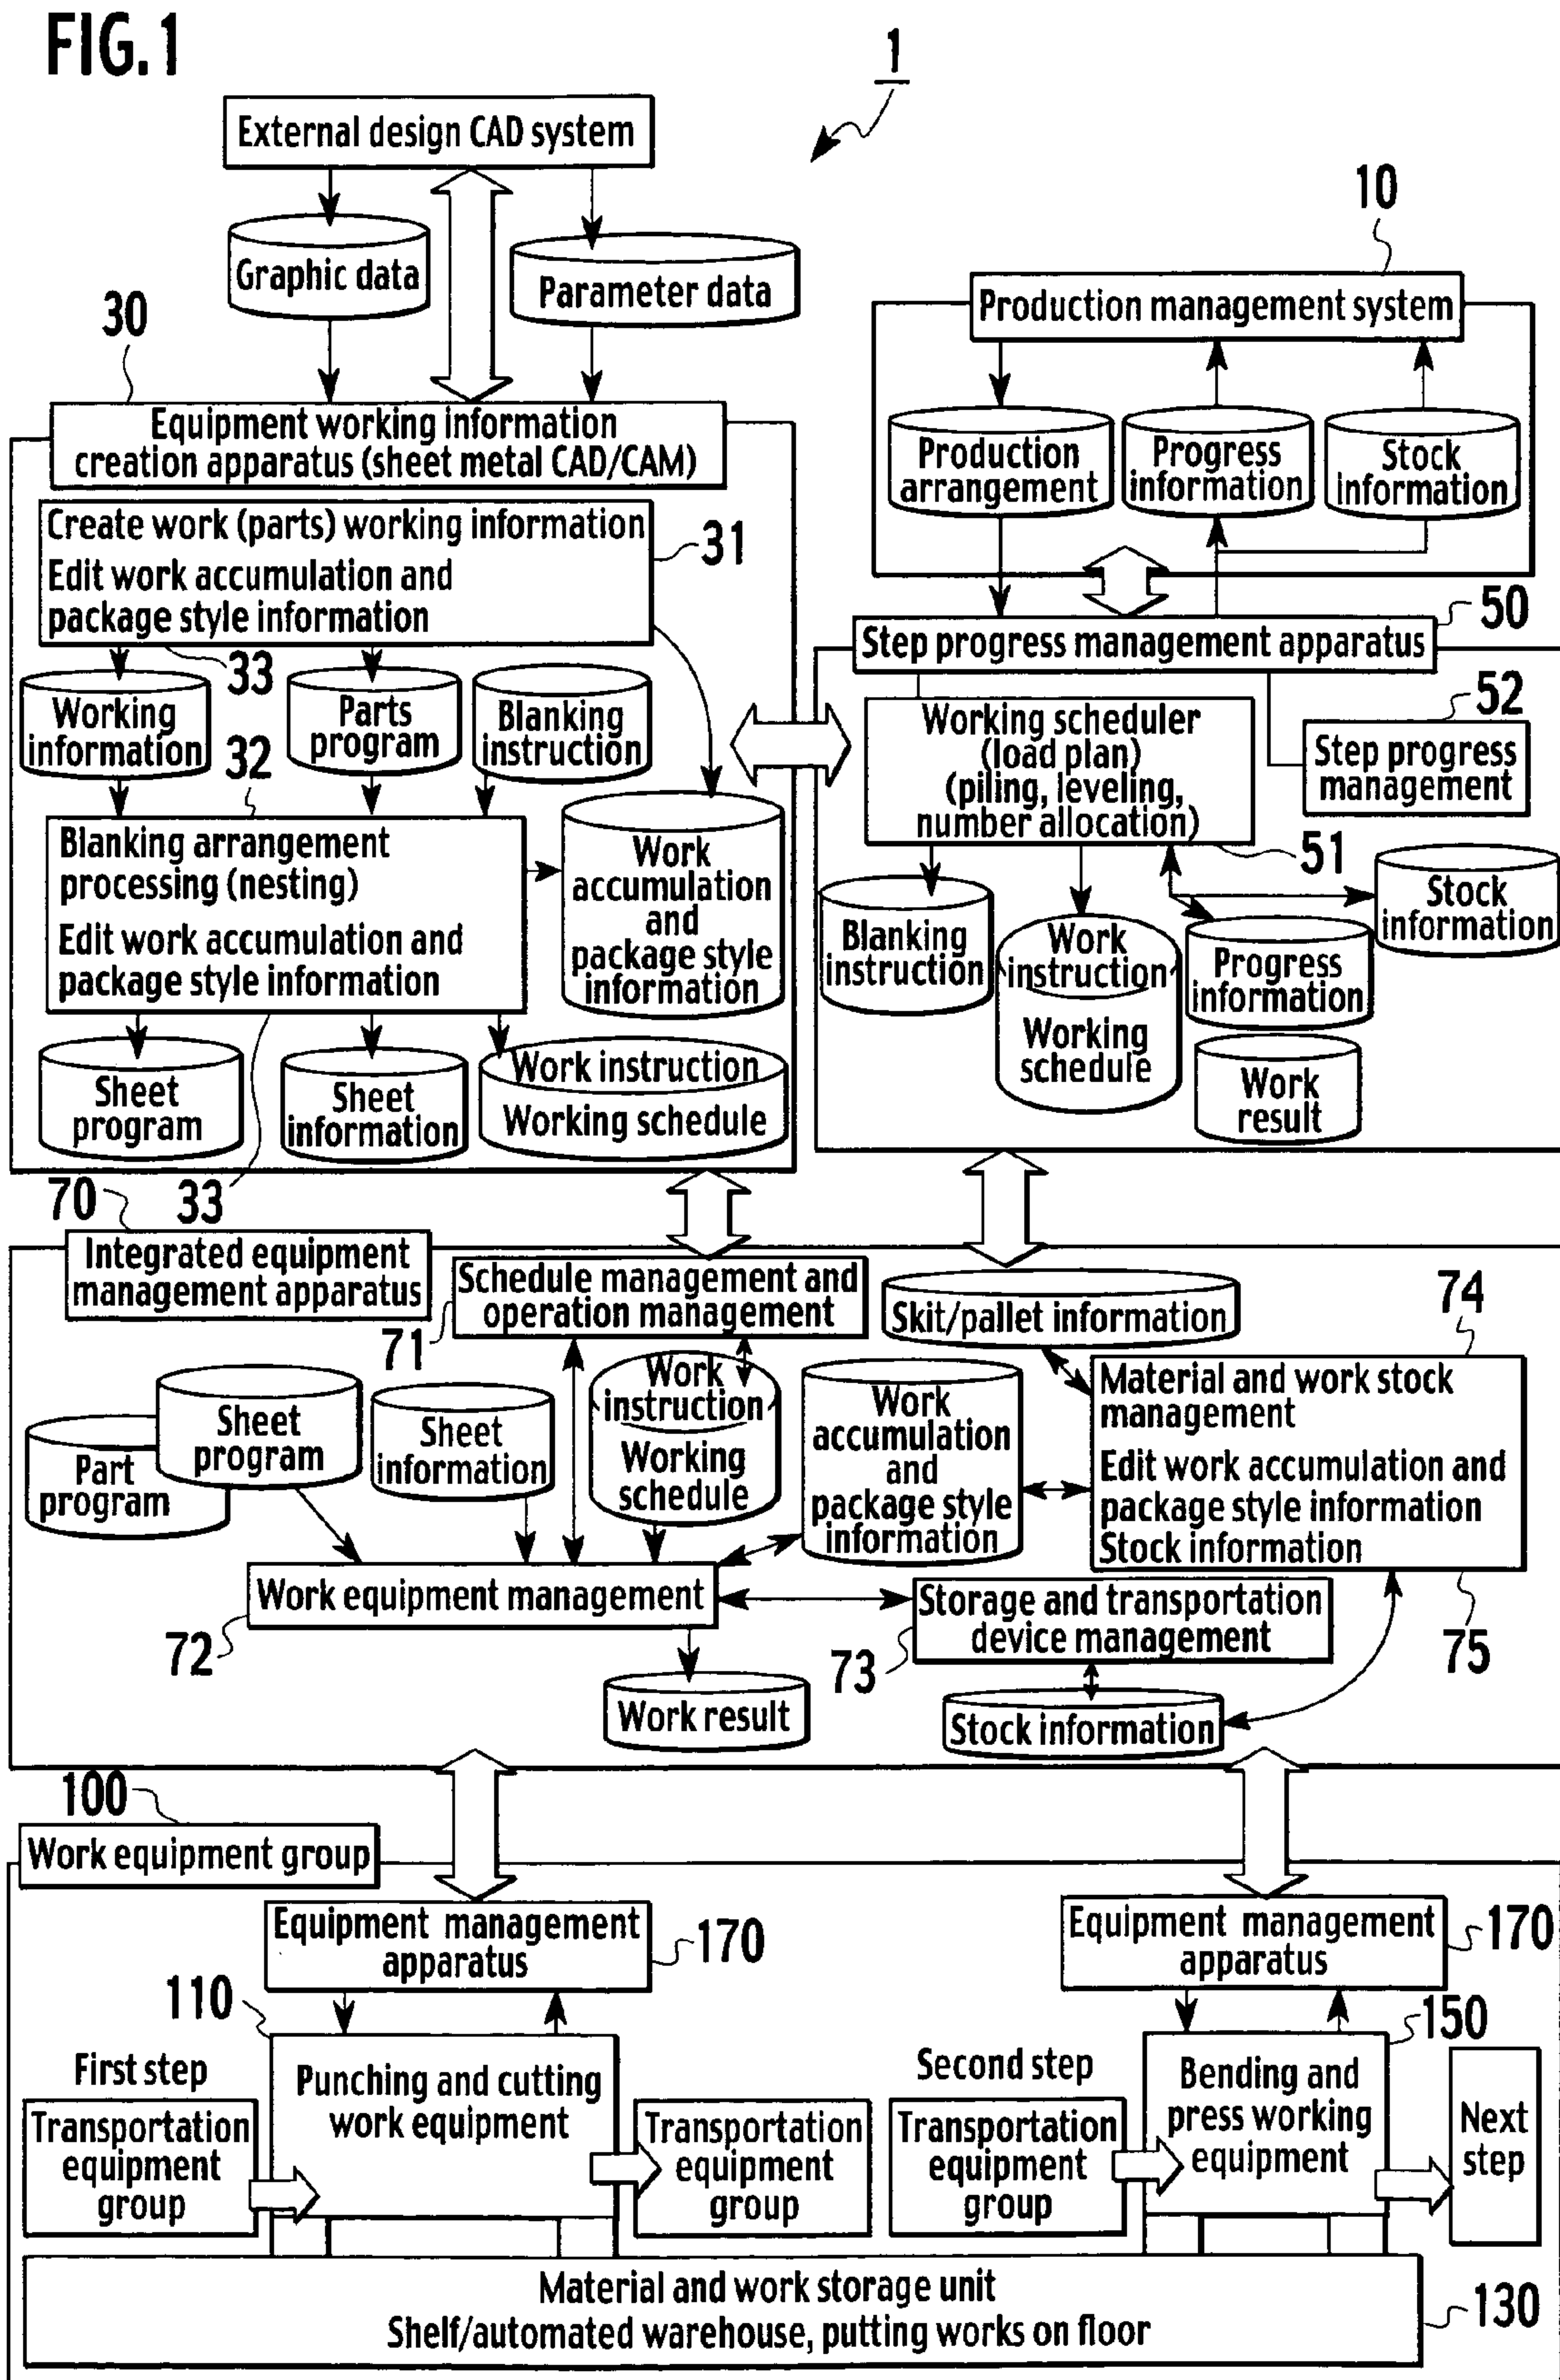 FIG.1
1
External design CAD system
Graphic data
Parameter data
10
Production management system
30
Equipment working information
creation apparatus (sheet metal CAD/CAM)
Production
arrangement
Progress
information
Stock
information
Create work (parts) working information
Edit work accumulation and
package style information
31
33
Working
information
Parts
program
Blanking
instruction
32
Blanking arrangement
processing (nesting)
Edit work accumulation and
package style information
Work
accumulation
and
package style
information
Sheet
program
Sheet
information
Work instruction
Working schedule
33
50
Step progress management apparatus
52
Working scheduler
(load plan)
(piling, leveling,
number allocation)
Step progress
management
51
Blanking
instruction
Work
instruction
Working
schedule
Progress
information
Stock
information
Work
result
70
Integrated equipment
management apparatus
Schedule management and
operation management
71
Skit/pallet information
74
Part
program
Sheet
program
Sheet
information
Work
instruction
Working
schedule
Work
accumulation
and
package style
information
Material and work stock
management
Edit work accumulation and
package style information
Stock information
Work equipment management
72
Storage and transportation
device management
73
75
Work result
Stock information
100
Work equipment group
Equipment management
apparatus
170
Equipment management
apparatus
170
110
150
First step
Transportation
equipment
group
Punching and cutting
work equipment
Transportation
equipment
group
Second step
Transportation
equipment
group
Bending and
press working
equipment
Next
step
Material and work storage unit
Shelf/automated warehouse, putting works on floor
130